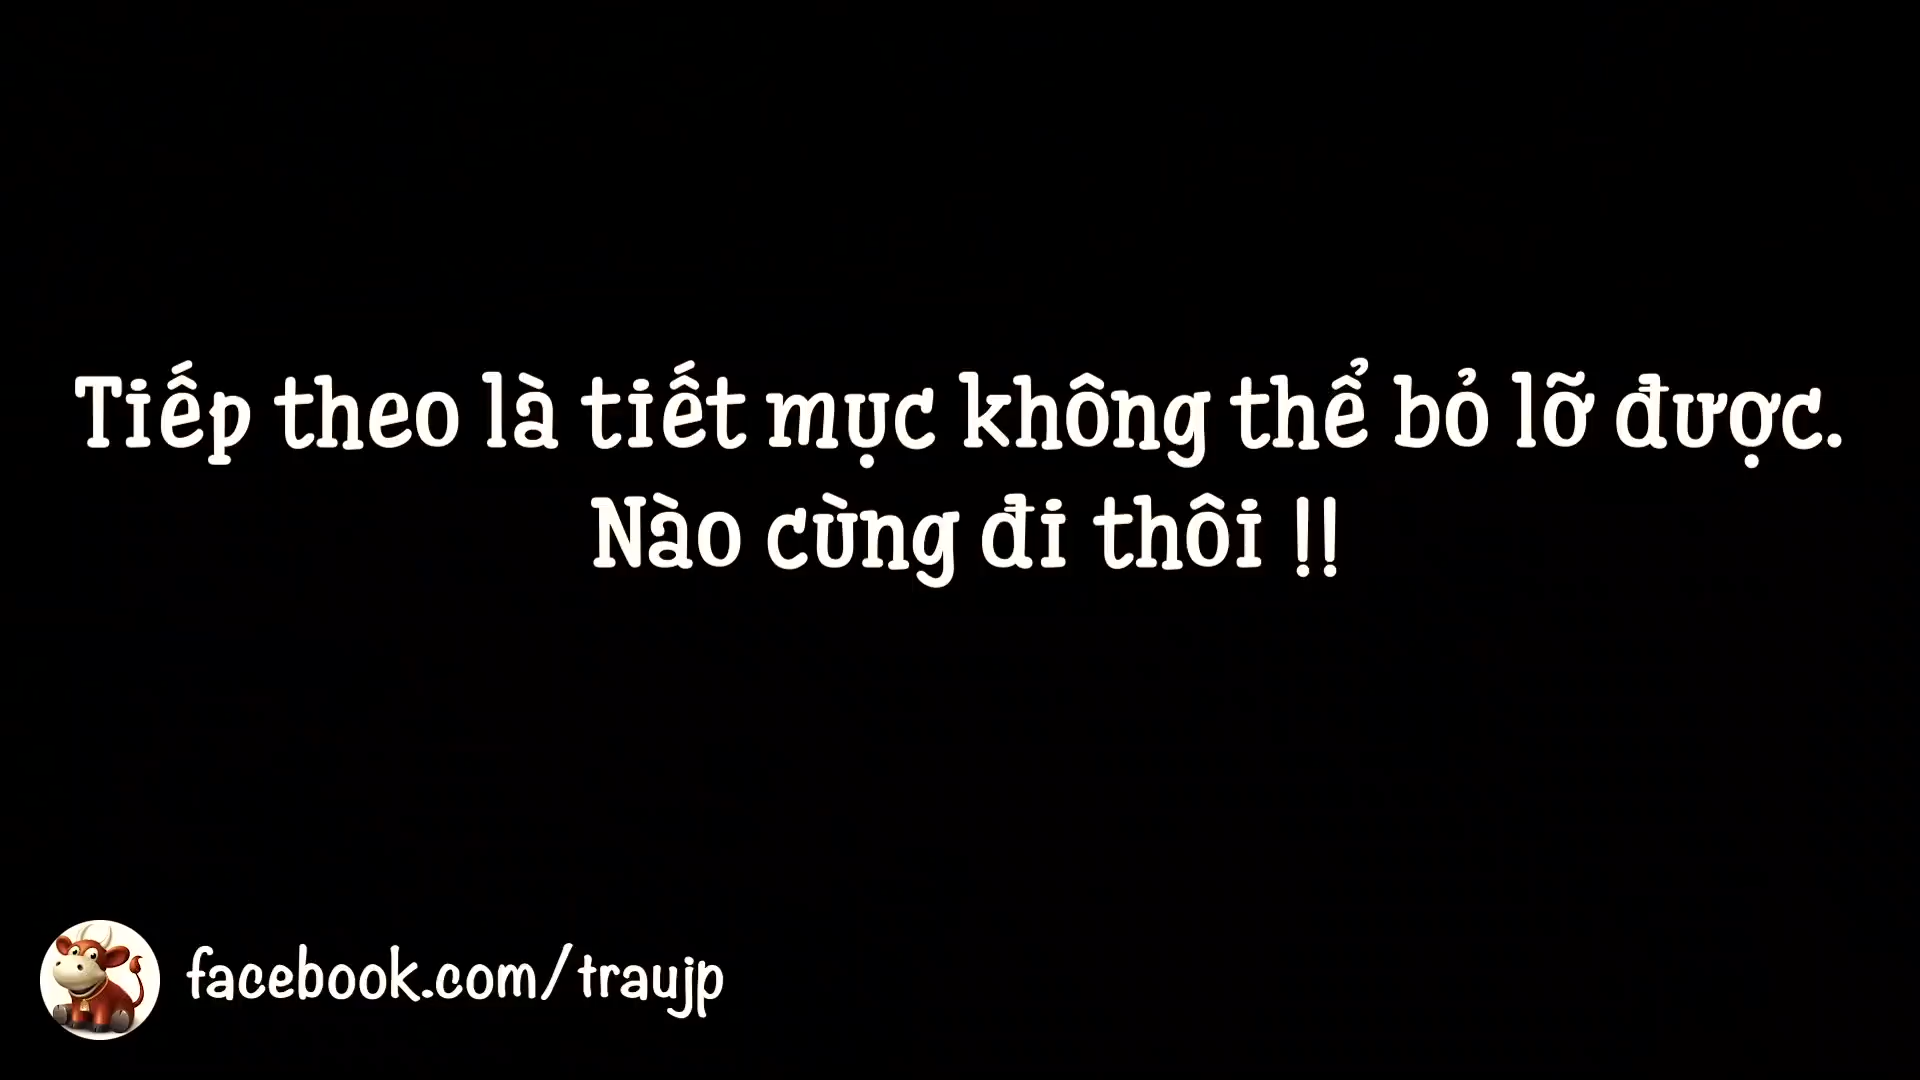 Tiếp theo là tiết mục không thể bỏ lỡ được.
Nào cùng đi thôi !!
facebook.com/traujp